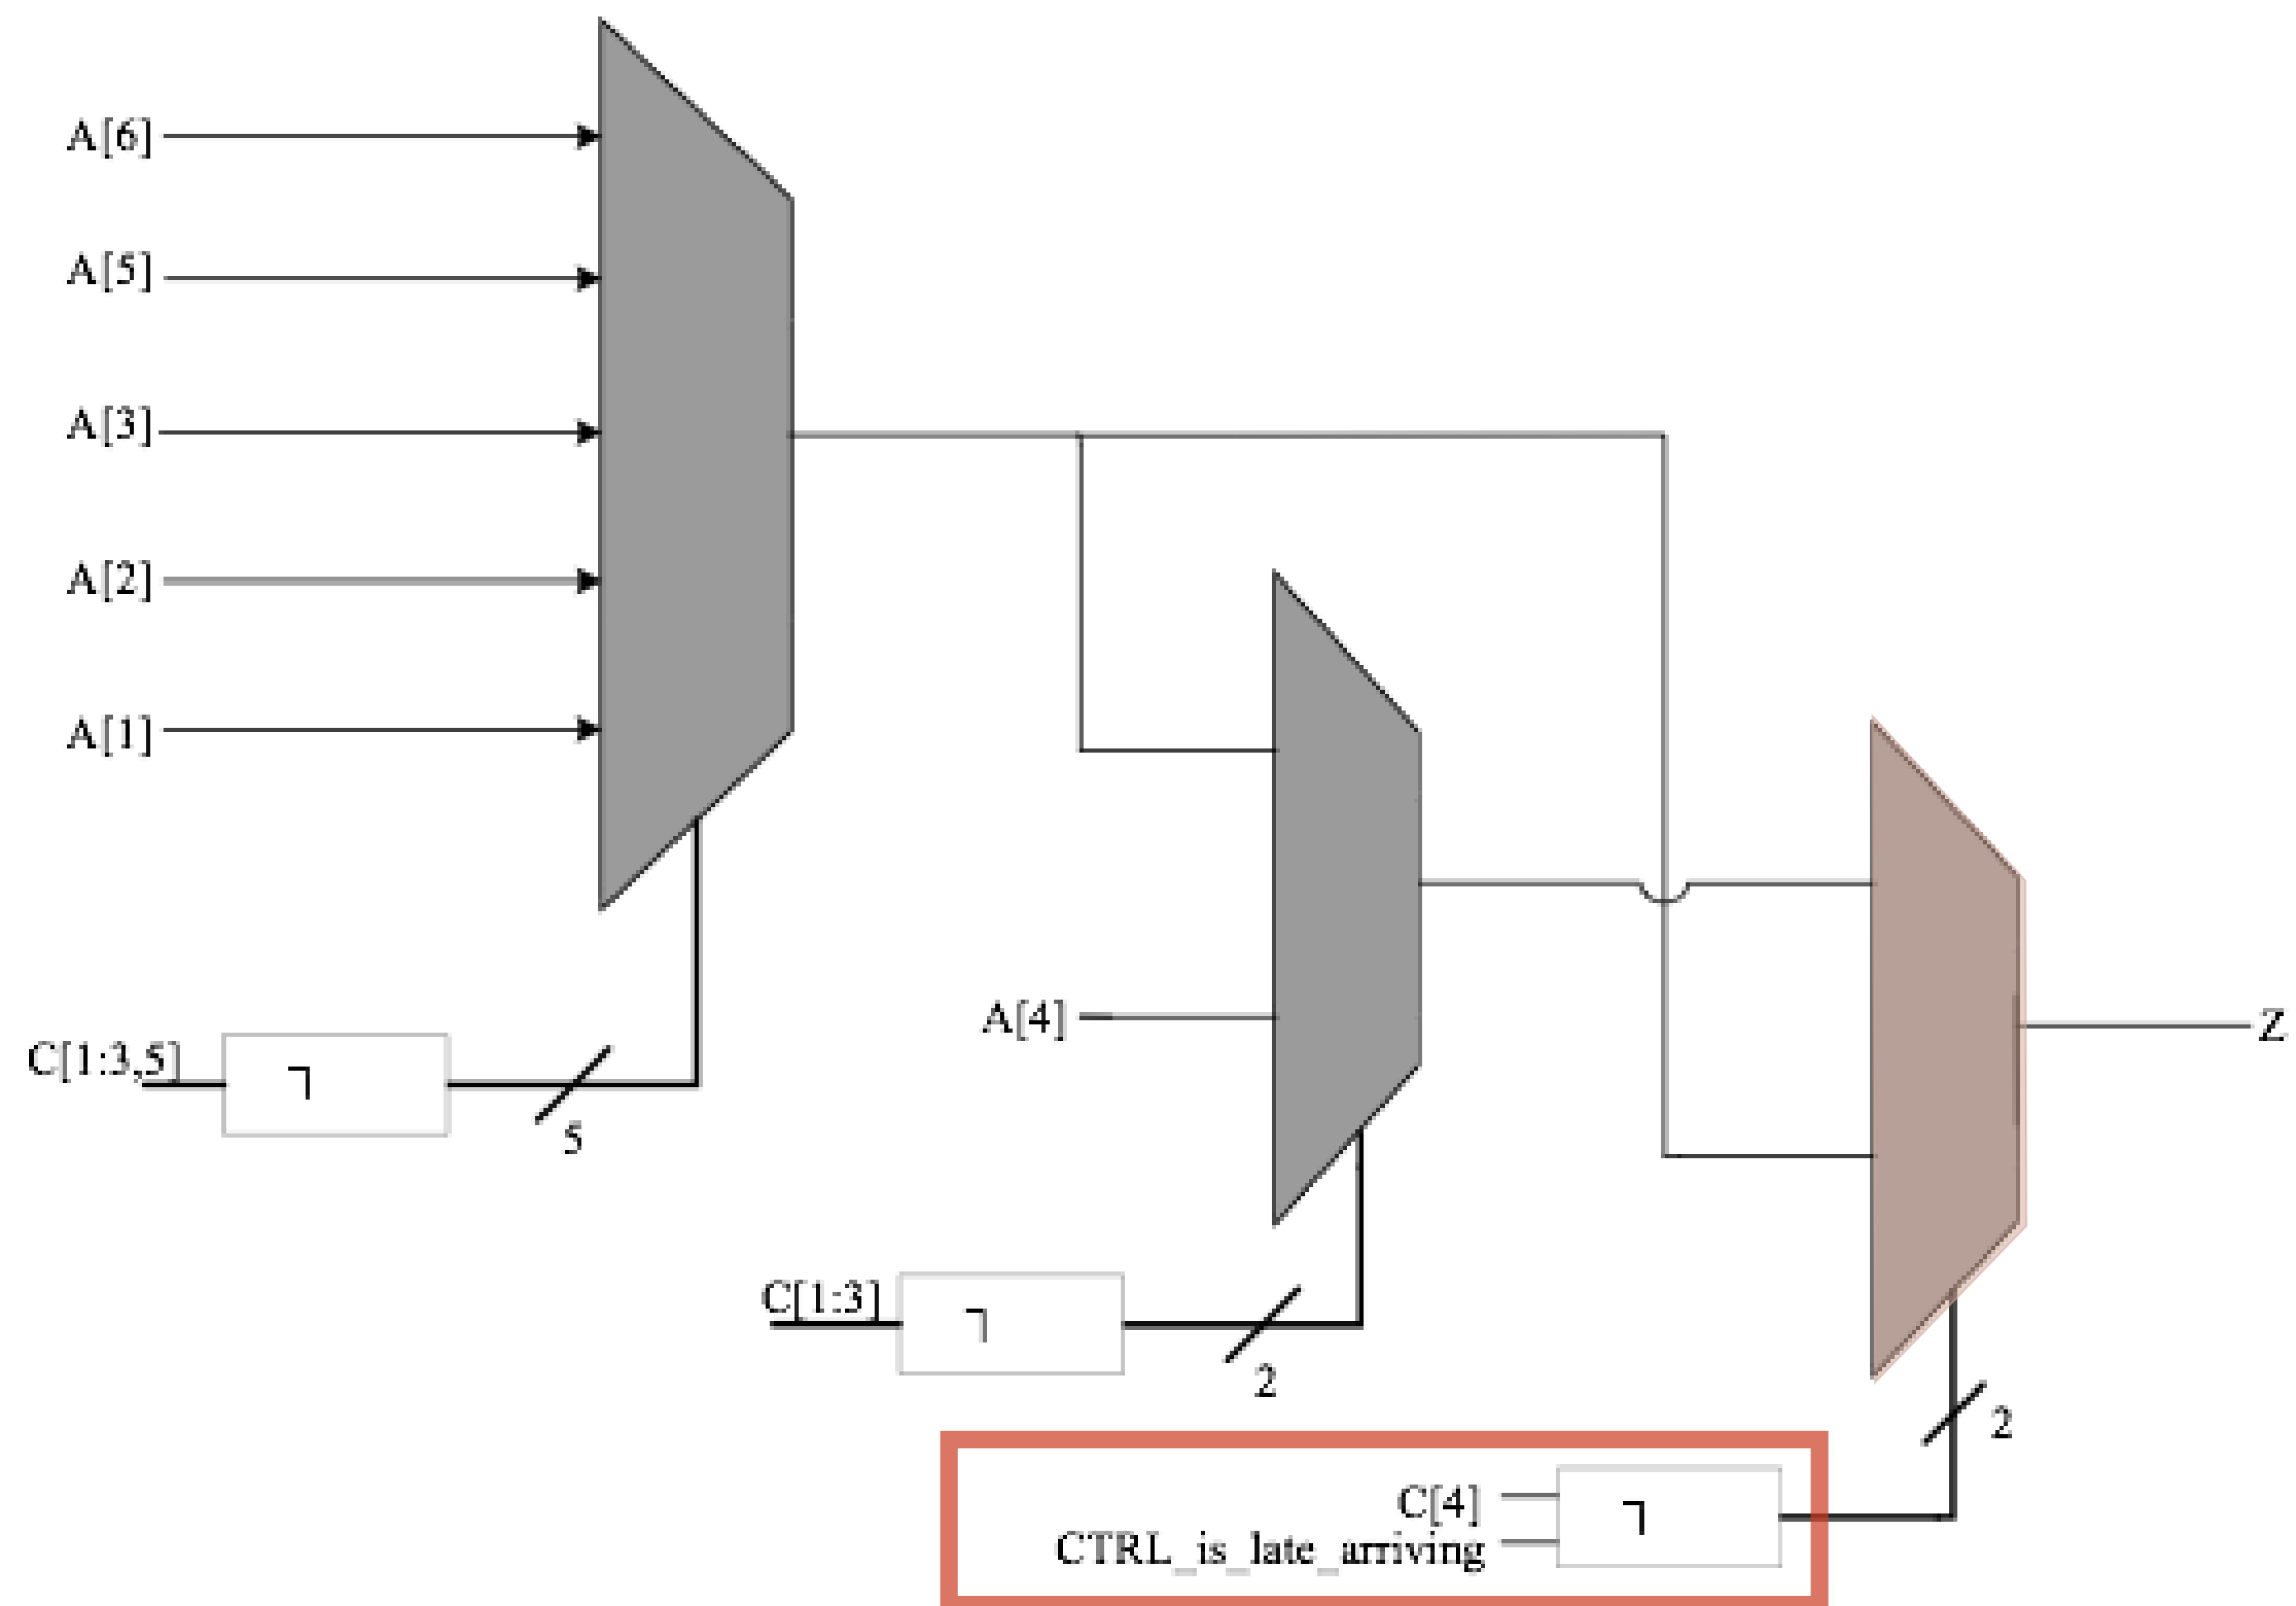 A[6]
A[5]
A[3]
A[2]
A[1]
A[4]
Z
C[1:3,5]
5
C[1:3]
2
2
C[4]
CTRL_is_late_arriving